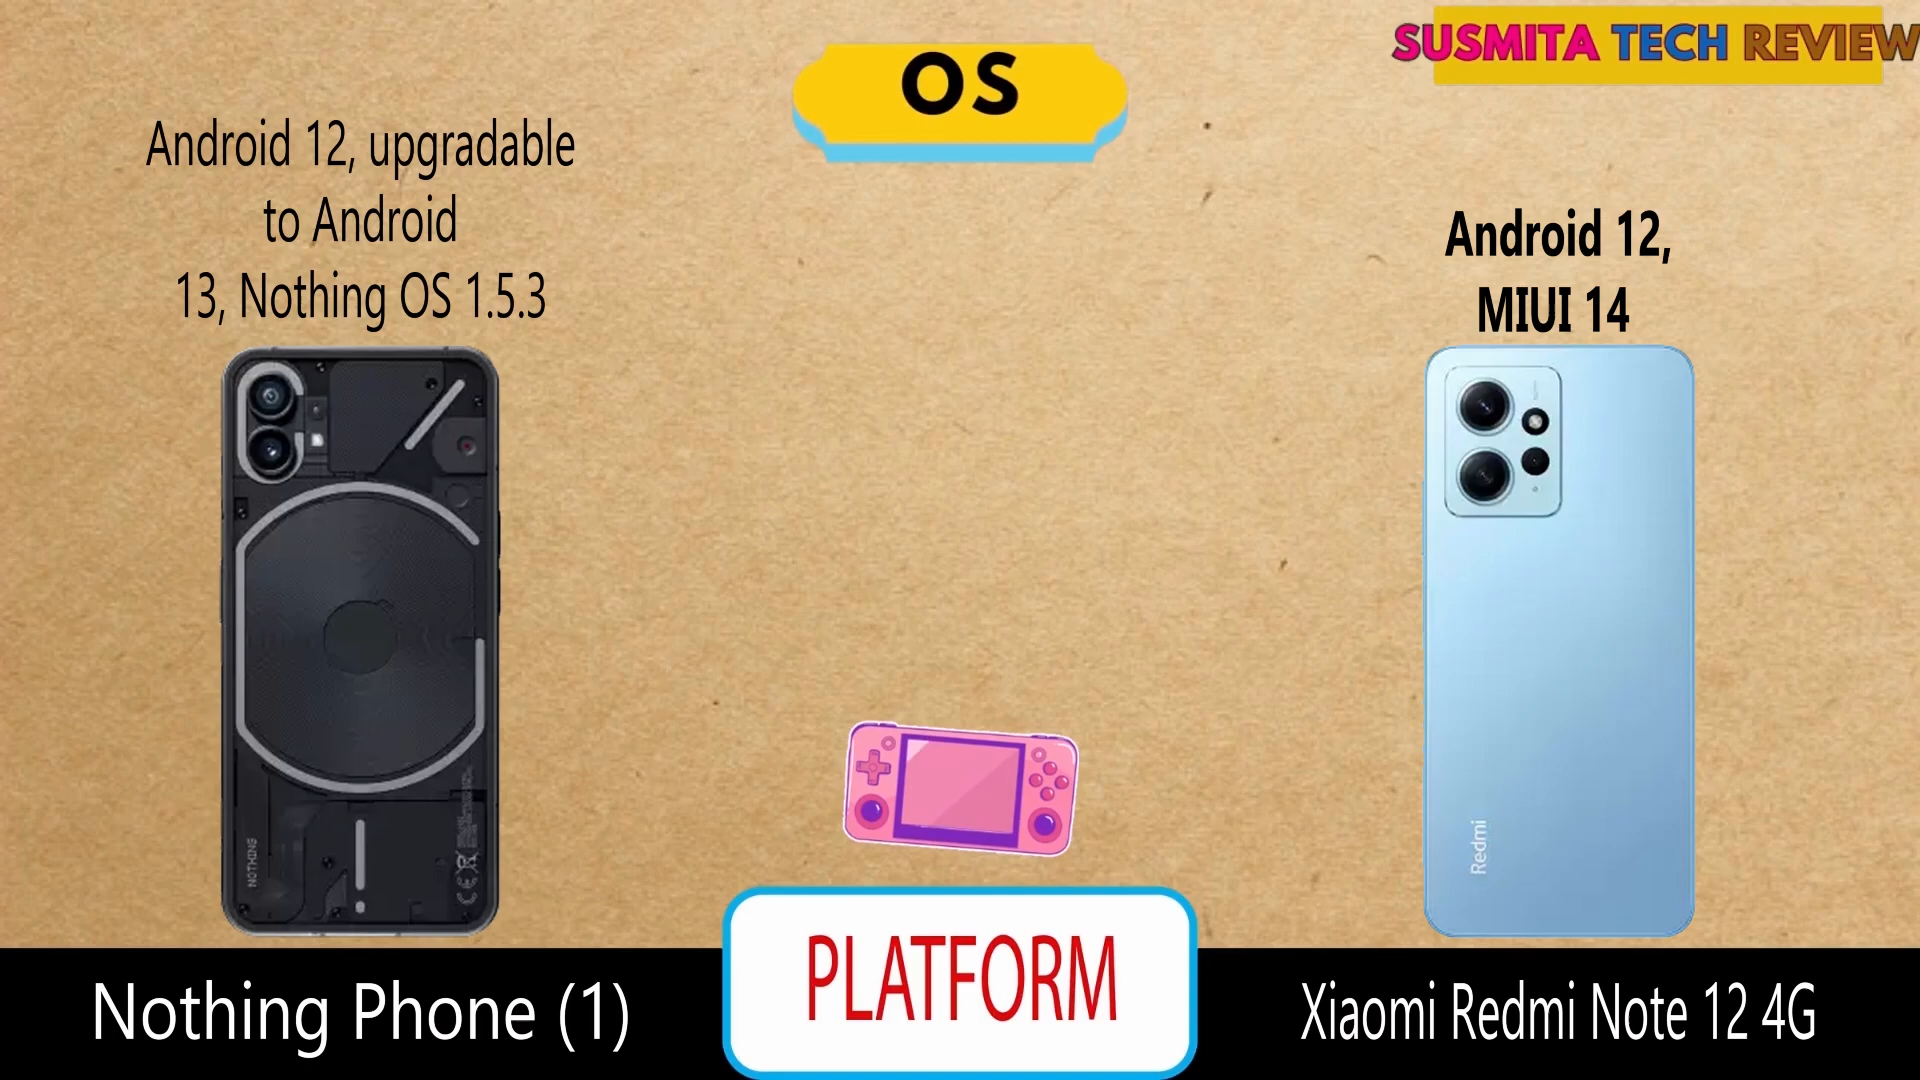 SUSMITA TECH REVIEW
OS
Android 12, upgradable
to Android
13, Nothing OS 1.5.3
Android 12,
MIUI 14
NOTHING
Redmi
PLATFORM
Nothing Phone (1)
Xiaomi Redmi Note 12 4G